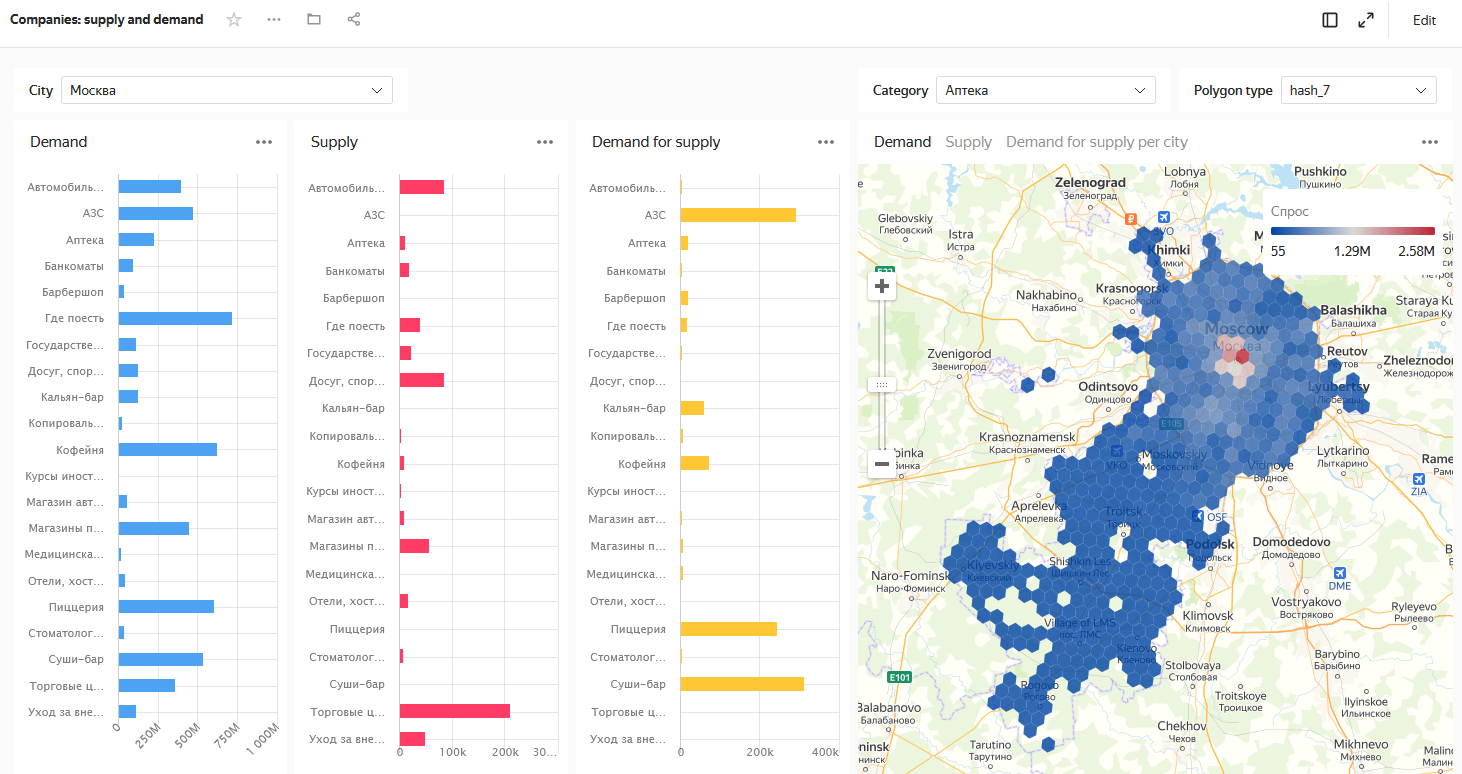 Companies: supply and demand
Edit
City
Москва
Category
Аптека
Polygon type
hash_7
Demand
Автомобиль...
АЗС
Аптека
Банкоматы
Барбершоп
Где поесть
Государстве...
Досуг, спор...
Кальян-бар
Копироваль...
Кофейня
Курсы иност...
Магазин авт...
Магазины п...
Медицинска...
Отели, хост...
Пиццерия
Стоматолог...
Суши-бар
Торговые ц...
Уход за вне...
0
250M
500M
750M
1 000M
Supply
Автомобиль...
АЗС
Аптека
Банкоматы
Барбершоп
Где поесть
Государстве...
Досуг, спор...
Кальян-бар
Копироваль...
Кофейня
Курсы иност...
Магазин авт...
Магазины п...
Медицинска...
Отели, хост...
Пиццерия
Стоматолог...
Суши-бар
Торговые ц...
Уход за вне...
0
100k
200k
30...
Demand for supply
Автомобиль...
АЗС
Аптека
Банкоматы
Барбершоп
Где поесть
Государстве...
Досуг, спор...
Кальян-бар
Копироваль...
Кофейня
Курсы иност...
Магазин авт...
Магазины п...
Медицинска...
Отели, хост...
Пиццерия
Стоматолог...
Суши-бар
Торговые ц...
Уход за вне...
0
200k
400k
Demand
Supply
Demand for supply per city
Спрос
55
1.29M
2.58M
Lobnya
Лобня
Pushkino
Пушкино
Zelenograd
Зеленоград
Glebovskiy
Глебовский
Istra
Истра
SVO
Khimki
Химки
Nakhabino
Нахабино
Krasnogorsk
Красногорск
Balashikha
Балашиха
Staraya Ku
Старая Ку
Moscow
Москва
Zvenigorod
Звенигород
Reutov
Реутов
Zheleznodor
Железнодорож
Odintsovo
Одинцово
Lyubertsy
Люберцы
E105
Krasnoznamensk
Краснознаменск
VKO
Moskovskiy
Московский
Vidnoye
Видное
Lytkarino
Лыткарино
Rame
Раме
ZIA
Aprelevka
Апрелевка
Troitsk
Троицк
OSF
Podolsk
Подольск
Domodedovo
Домодедово
DME
Kiyevskiy
Киевский
Shishkin Les
Шишкин Лес
Naro-Fominsk
Наро-Фоминск
Vostryakovo
Востряково
Ryleyevo
Рылеево
Klimovsk
Климовск
Village of LMS
пос. ЛМС
Klenovo
Кленово
Barybino
Барыбино
E101
Stolbovaya
Столбовая
Rogovo
Рогово
Troitskoye
Троицкое
Ilyinskoe
Ильинское
Balabanovo
Балабаново
Chekhov
Чехов
Tarutino
Тарутино
Mikhnevo
Михнево
Malino
Малино